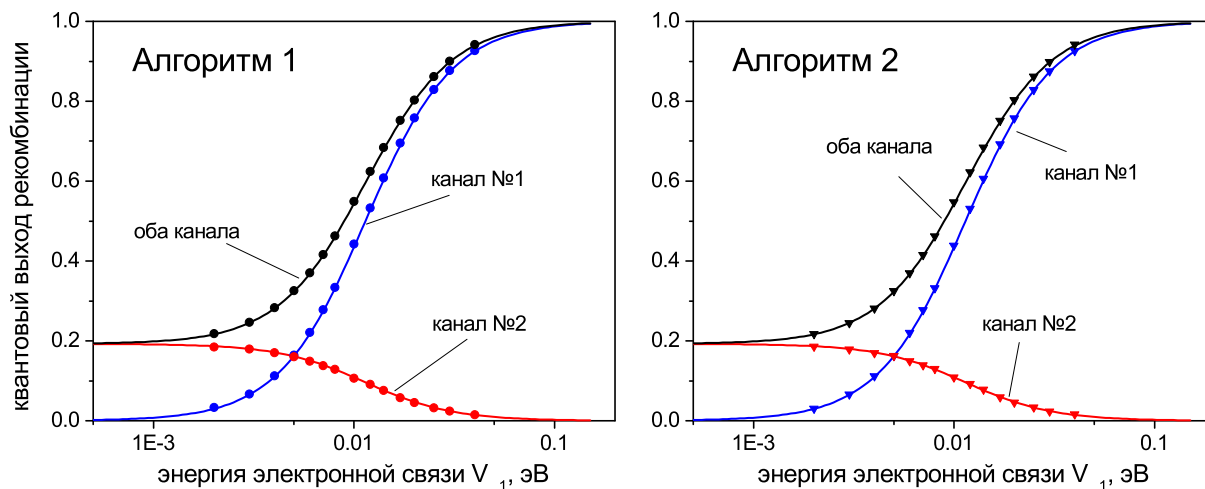 квантовый выход рекомбинации
1.0
0.8
0.6
0.4
0.2
0.0
Алгоритм 1
оба канала
канал №1
канал №2
1E-3
0.01
0.1
энергия электронной связи V ₁, эВ
1.0
0.8
0.6
0.4
0.2
0.0
Алгоритм 2
оба канала
канал №1
канал №2
1E-3
0.01
0.1
энергия электронной связи V ₁, эВ